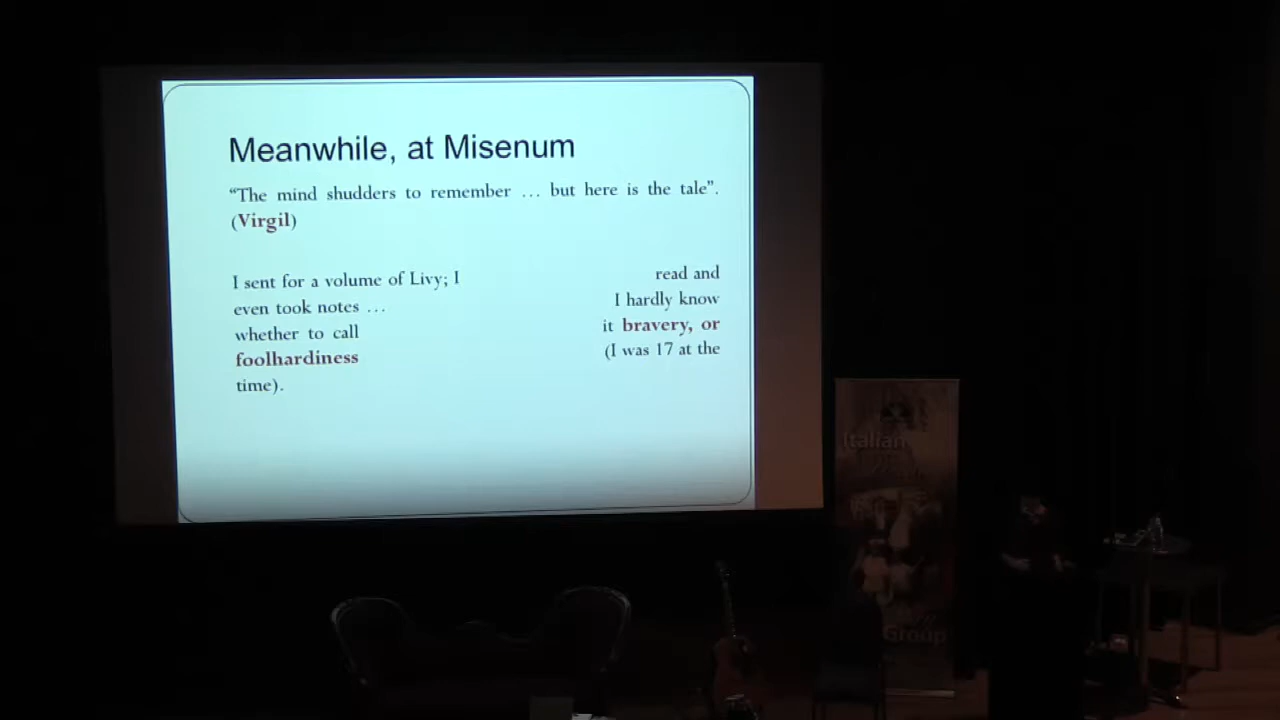 Meanwhile, at Misenum
“The mind shudders to remember … but here is the tale”.
(Virgil)
I sent for a volume of Livy; I read and
even took notes … I hardly know
whether to call it bravery, or
foolhardiness (I was 17 at the
time).
Italian
Group